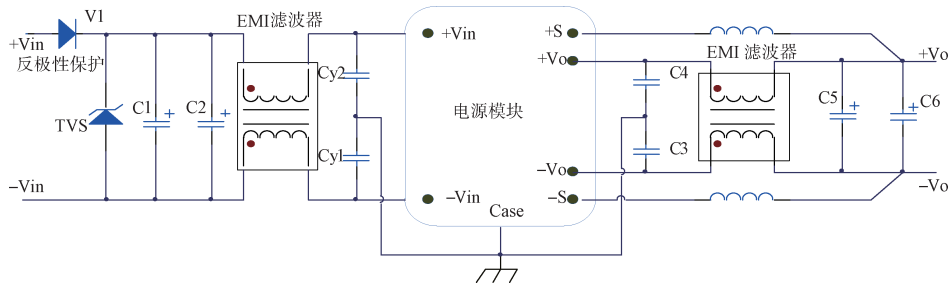 V1
EMI滤波器
+Vin
反极性保护
TVS
C1
C2
Cy2
Cy1
−Vin
+Vin
+S
+Vo
电源模块
−Vo
−Vin
−S
Case
EMI 滤波器
C4
C3
C5
C6
+Vo
−Vo
+
+
+
+